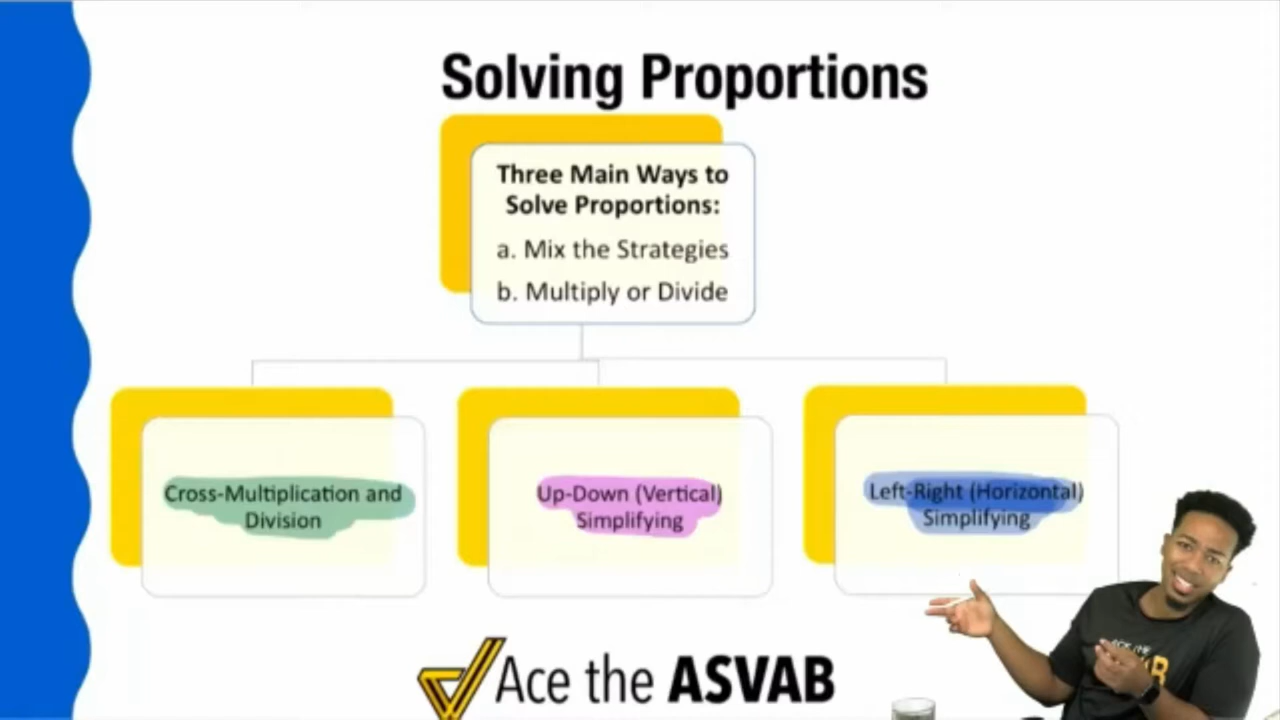 Solving Proportions
Three Main Ways to
Solve Proportions:
a. Mix the Strategies
b. Multiply or Divide
Cross-Multiplication and
Division
Up-Down (Vertical)
Simplifying
Left-Right (Horizontal)
Simplifying
Ace the ASVAB